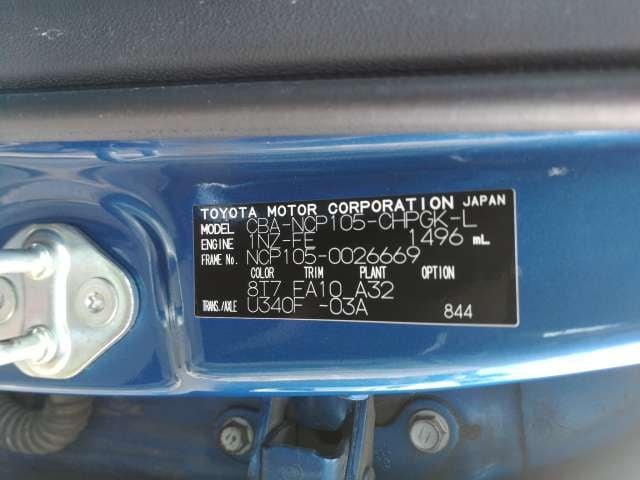 TOYOTA MOTOR CORPORATION JAPAN
MODEL CBA-NCP105-CHPGK-L
ENGINE 1NZ-FE 1496 mL
FRAME No. NCP105-0026669
COLOR TRIM PLANT OPTION
8T7 FA10 A32
TRANS./AXLE U340F -03A 844